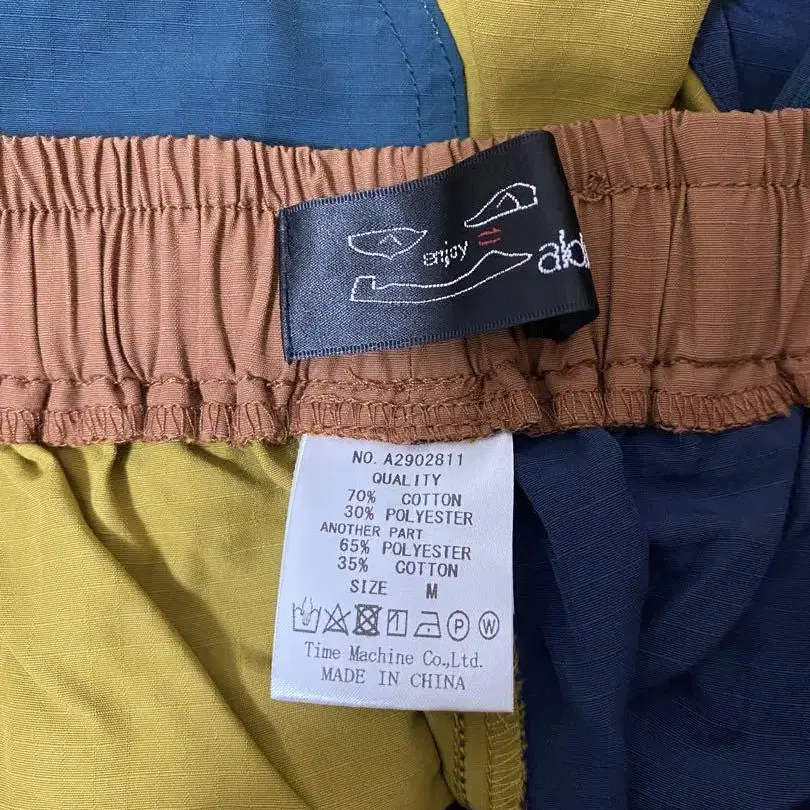 enjoy
NO. A2902811
QUALITY
70% COTTON
30% POLYESTER
ANOTHER PART
65% POLYESTER
35% COTTON
SIZE M
P W
Time Machine Co.,Ltd.
MADE IN CHINA